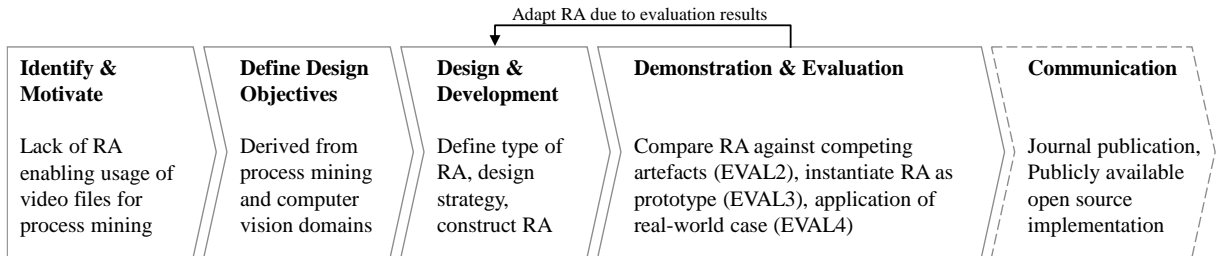 Adapt RA due to evaluation results
Identify &
Motivate
Lack of RA
enabling usage of
video files for
process mining
Define Design
Objectives
Derived from
process mining
and computer
vision domains
Design &
Development
Define type of
RA, design
strategy,
construct RA
Demonstration & Evaluation
Compare RA against competing
artefacts (EVAL2), instantiate RA as
prototype (EVAL3), application of
real-world case (EVAL4)
Communication
Journal publication,
Publicly available
open source
implementation